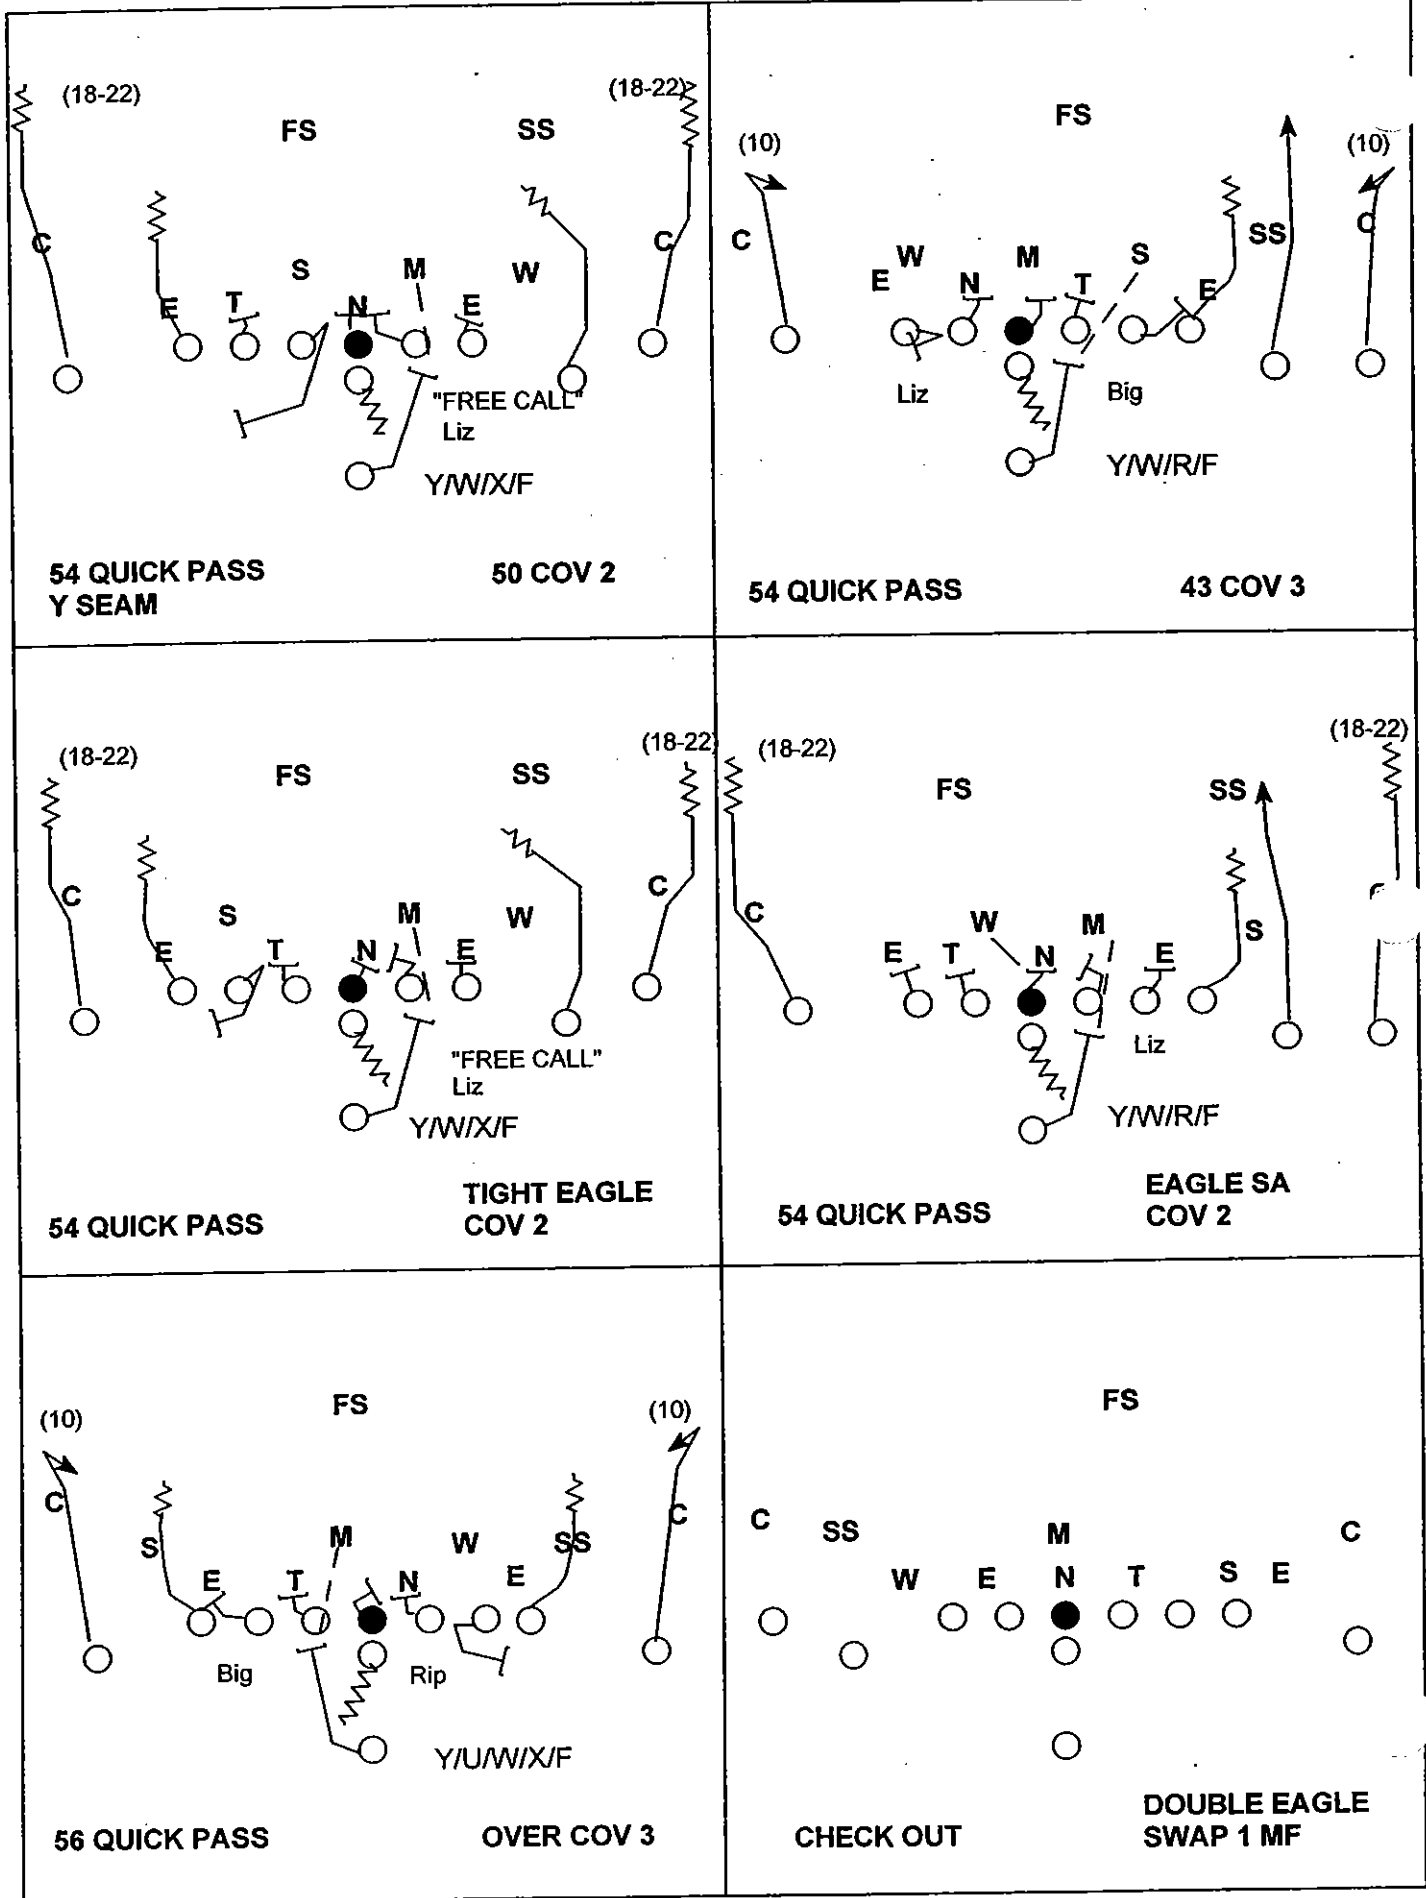 (18-22)
(18-22)
FS
SS
C
C
S
M
W
E
T
N
E
"FREE CALL"
Liz
Y/W/X/F
54 QUICK PASS
50 COV 2
Y SEAM
FS
(10)
(10)
C
SS
C
W
M
S
E
N
T
E
Liz
Big
Y/W/R/F
54 QUICK PASS
43 COV 3
(18-22)
(18-22)
FS
SS
C
C
S
M
W
E
T
N
E
"FREE CALL"
Liz
Y/W/X/F
TIGHT EAGLE
54 QUICK PASS
COV 2
(18-22)
(18-22)
FS
SS
C
W
M
S
E
T
N
E
Liz
Y/W/R/F
EAGLE SA
54 QUICK PASS
COV 2
FS
(10)
(10)
C
C
S
M
W
SS
E
T
N
E
Big
Rip
Y/U/W/X/F
56 QUICK PASS
OVER COV 3
FS
C
SS
M
C
W
E
N
T
S
E
DOUBLE EAGLE
CHECK OUT
SWAP 1 MF